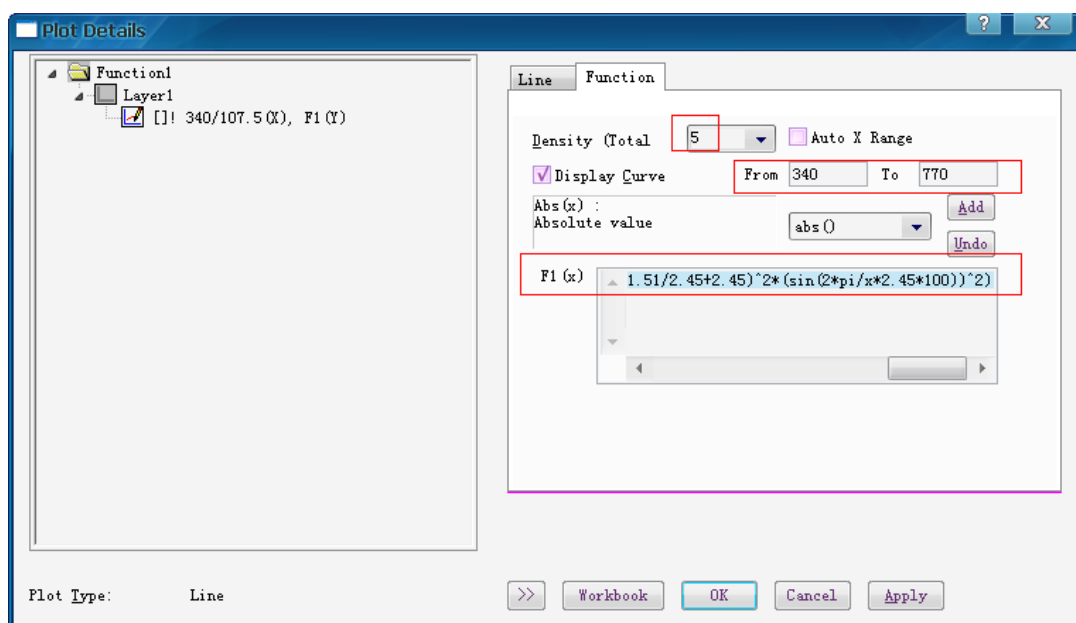 Plot Details
Function1
Layer1
[]! 340/107.5(X), F1(Y)
Line Function
Density (Total 5 Auto X Range
Display Curve From 340 To 770
Abs(x) :
Absolute value
abs() Add
Undo
F1(x) 1.51/2.45+2.45)^2*(sin(2*pi/x*2.45*100))^2)
Plot Type: Line
>> Workbook OK Cancel Apply